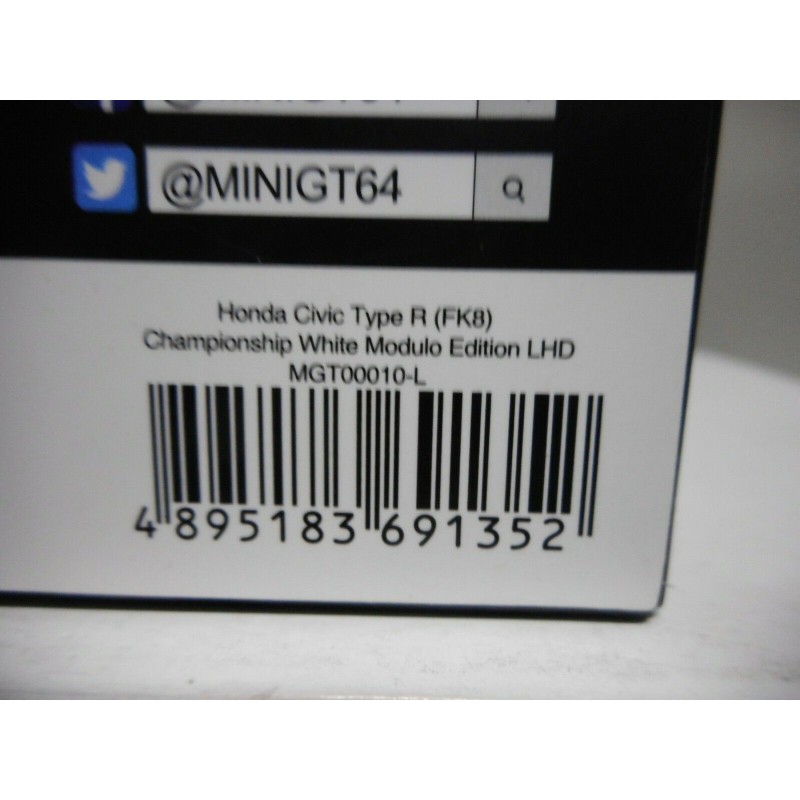 @MINIGT64
Honda Civic Type R (FK8)
Championship White Modulo Edition LHD
MGT00010-L
4 895183 691352